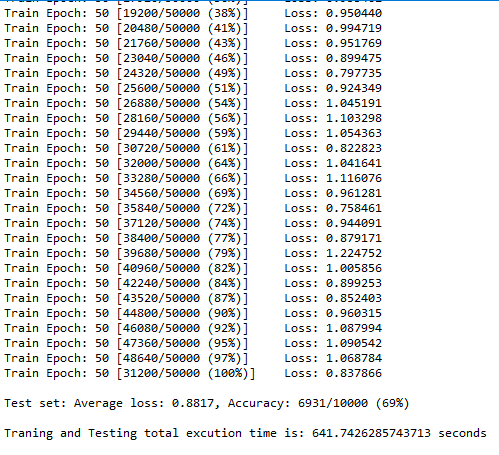 Train Epoch: 50 [19200/50000 (38%)] Loss: 0.950440
Train Epoch: 50 [20480/50000 (41%)] Loss: 0.994719
Train Epoch: 50 [21760/50000 (43%)] Loss: 0.951769
Train Epoch: 50 [23040/50000 (46%)] Loss: 0.899475
Train Epoch: 50 [24320/50000 (49%)] Loss: 0.797735
Train Epoch: 50 [25600/50000 (51%)] Loss: 0.924349
Train Epoch: 50 [26880/50000 (54%)] Loss: 1.045191
Train Epoch: 50 [28160/50000 (56%)] Loss: 1.103298
Train Epoch: 50 [29440/50000 (59%)] Loss: 1.054363
Train Epoch: 50 [30720/50000 (61%)] Loss: 0.822823
Train Epoch: 50 [32000/50000 (64%)] Loss: 1.041641
Train Epoch: 50 [33280/50000 (66%)] Loss: 1.116076
Train Epoch: 50 [34560/50000 (69%)] Loss: 0.961281
Train Epoch: 50 [35840/50000 (72%)] Loss: 0.758461
Train Epoch: 50 [37120/50000 (74%)] Loss: 0.944091
Train Epoch: 50 [38400/50000 (77%)] Loss: 0.879171
Train Epoch: 50 [39680/50000 (79%)] Loss: 1.224752
Train Epoch: 50 [40960/50000 (82%)] Loss: 1.005856
Train Epoch: 50 [42240/50000 (84%)] Loss: 0.899253
Train Epoch: 50 [43520/50000 (87%)] Loss: 0.852403
Train Epoch: 50 [44800/50000 (90%)] Loss: 0.960315
Train Epoch: 50 [46080/50000 (92%)] Loss: 1.087994
Train Epoch: 50 [47360/50000 (95%)] Loss: 1.090542
Train Epoch: 50 [48640/50000 (97%)] Loss: 1.068784
Train Epoch: 50 [31200/50000 (100%)] Loss: 0.837866
Test set: Average loss: 0.8817, Accuracy: 6931/10000 (69%)
Traning and Testing total excution time is: 641.7426285743713 seconds